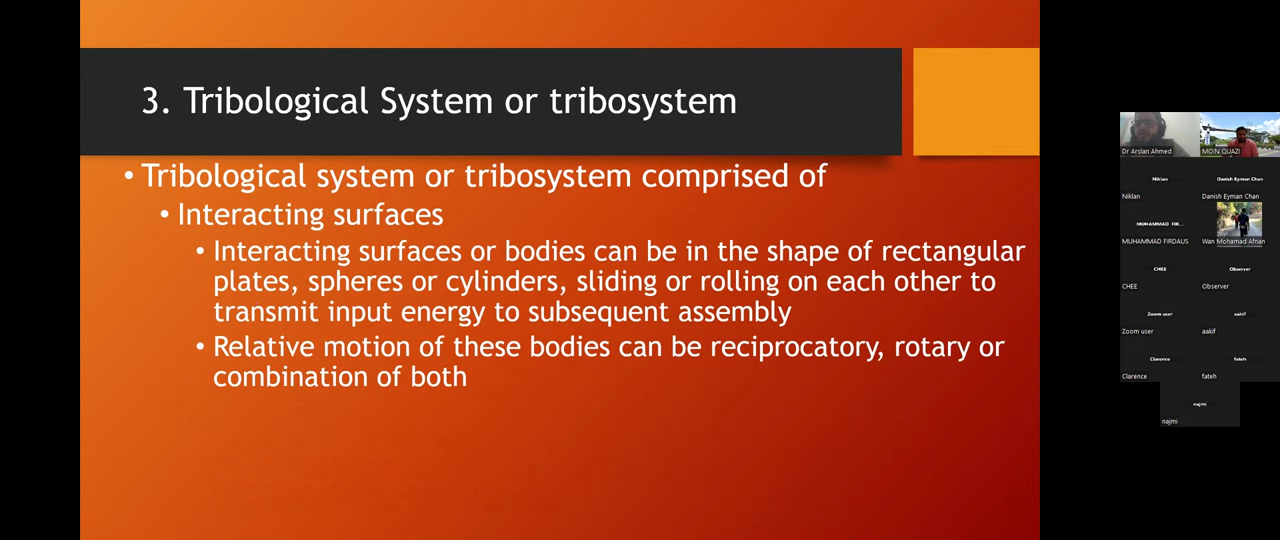 3. Tribological System or tribosystem
• Tribological system or tribosystem comprised of
• Interacting surfaces
• Interacting surfaces or bodies can be in the shape of rectangular
plates, spheres or cylinders, sliding or rolling on each other to
transmit input energy to subsequent assembly
• Relative motion of these bodies can be reciprocatory, rotary or
combination of both
Dr Arslan Ahmed
MOIN QUAZI
Niklan
Danish Eyman Chan
Niklan
Danish Eyman Chan
MUHAMMAD FIR...
MUHAMMAD FIRDAUS
Wan Mohamad Afnan
CHEE
Observer
CHEE
Observer
Zoom user
aakif
Zoom user
aakif
Clarence
fateh
Clarence
fateh
najmi
najmi